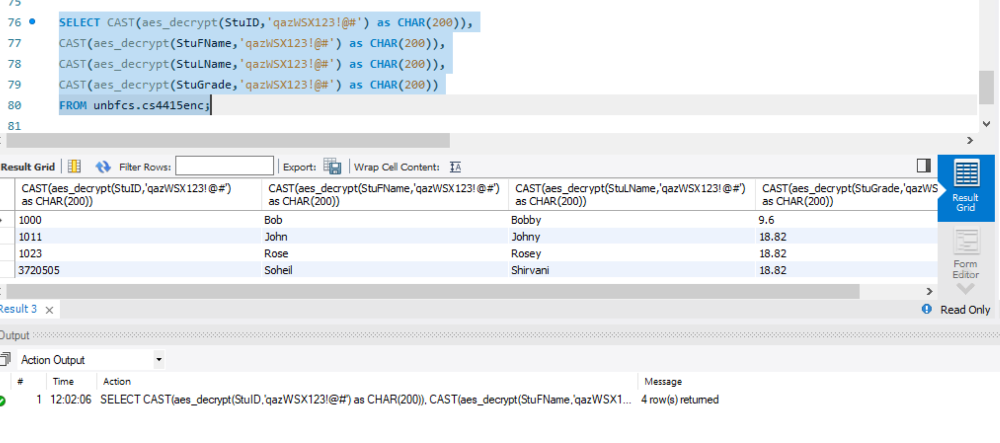 75
76 SELECT CAST(aes_decrypt(StuID,'qazWSX123!@#') as CHAR(200)),
77 CAST(aes_decrypt(StuFName,'qazWSX123!@#') as CHAR(200)),
78 CAST(aes_decrypt(StuLName,'qazWSX123!@#') as CHAR(200)),
79 CAST(aes_decrypt(StuGrade,'qazWSX123!@#') as CHAR(200))
80 FROM unbfcs.cs4415enc;
81
Result Grid Filter Rows: Export: Wrap Cell Content:
CAST(aes_decrypt(StuID,'qazWSX123!@#') CAST(aes_decrypt(StuFName,'qazWSX123!@#') CAST(aes_decrypt(StuLName,'qazWSX123!@#') CAST(aes_decrypt(StuGrade,'qazWS
as CHAR(200)) as CHAR(200)) as CHAR(200)) as CHAR(200))
1000 Bob Bobby 9.6
1011 John Johny 18.82
1023 Rose Rosey 18.82
3720505 Soheil Shirvani 18.82
Result
Grid
Form
Editor
Result 3 Read Only
Output
Action Output
# Time Action Message
1 12:02:06 SELECT CAST(aes_decrypt(StuID,'qazWSX123!@#') as CHAR(200)), CAST(aes_decrypt(StuFName,'qazWSX1... 4 row(s) returned